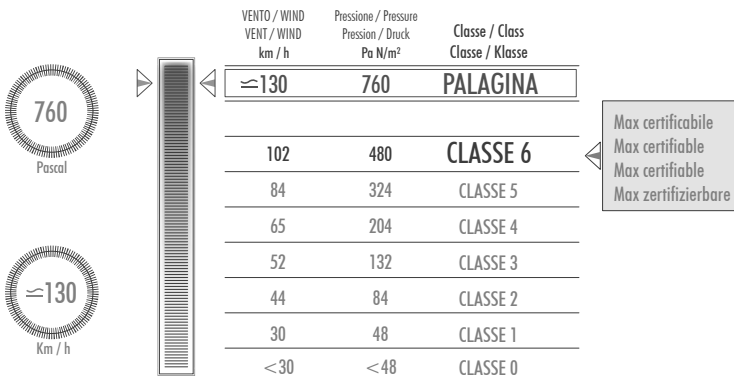 VENTO / WIND
VENT / WIND
km / h
Pressione / Pressure
Pression / Druck
Pa N/m²
Classe / Class
Classe / Klasse
≃130 760 PALAGINA
760
Pascal
102 480 CLASSE 6
Max certificabile
Max certifiable
Max certifiable
Max zertifizierbare
84 324 CLASSE 5
65 204 CLASSE 4
52 132 CLASSE 3
44 84 CLASSE 2
30 48 CLASSE 1
<30 <48 CLASSE 0
≃130
Km / h